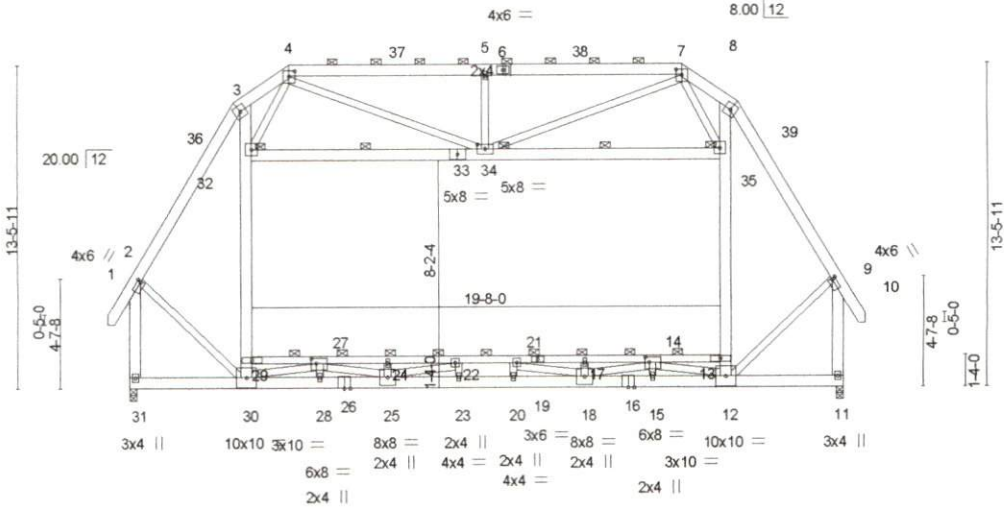 4x6 =
8.00 | 12
4 37 5 6 38 7 8
2x4
3
36 39
20.00 | 12
33 34
32 35
5x8 = 5x8 =
13-5-11 13-5-11
8-2-4
2
4x6 // 4x6 \\
1 9
10
19-8-0
0-5-0 0-5-0
4-7-8 4-7-8
27 21 14
1-4-0
29 24 22 17 13
31 30 28 26 25 23 20 19 18 16 15 12 11
3x4 || 10x10 = 3x10 = 8x8 = 2x4 || 3x6 = 8x8 = 6x8 = 10x10 = 3x4 ||
2x4 || 4x4 = 2x4 || 2x4 || 3x10 =
6x8 = 4x4 =
2x4 || 2x4 ||